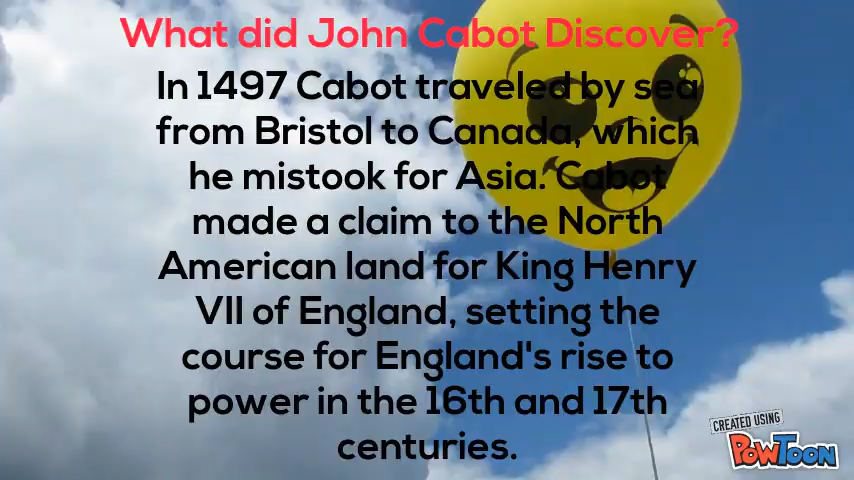 What did John Cabot Discover?
In 1497 Cabot traveled by sea
from Bristol to Canada, which
he mistook for Asia. Cabot
made a claim to the North
American land for King Henry
VII of England, setting the
course for England's rise to
power in the 16th and 17th
centuries.
CREATED USING
POWTOON